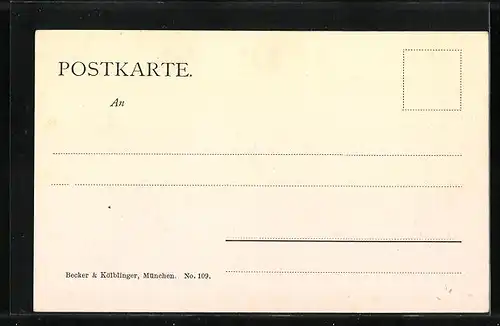 POSTKARTE.
An
Becker & Kölblinger, München. No. 109.